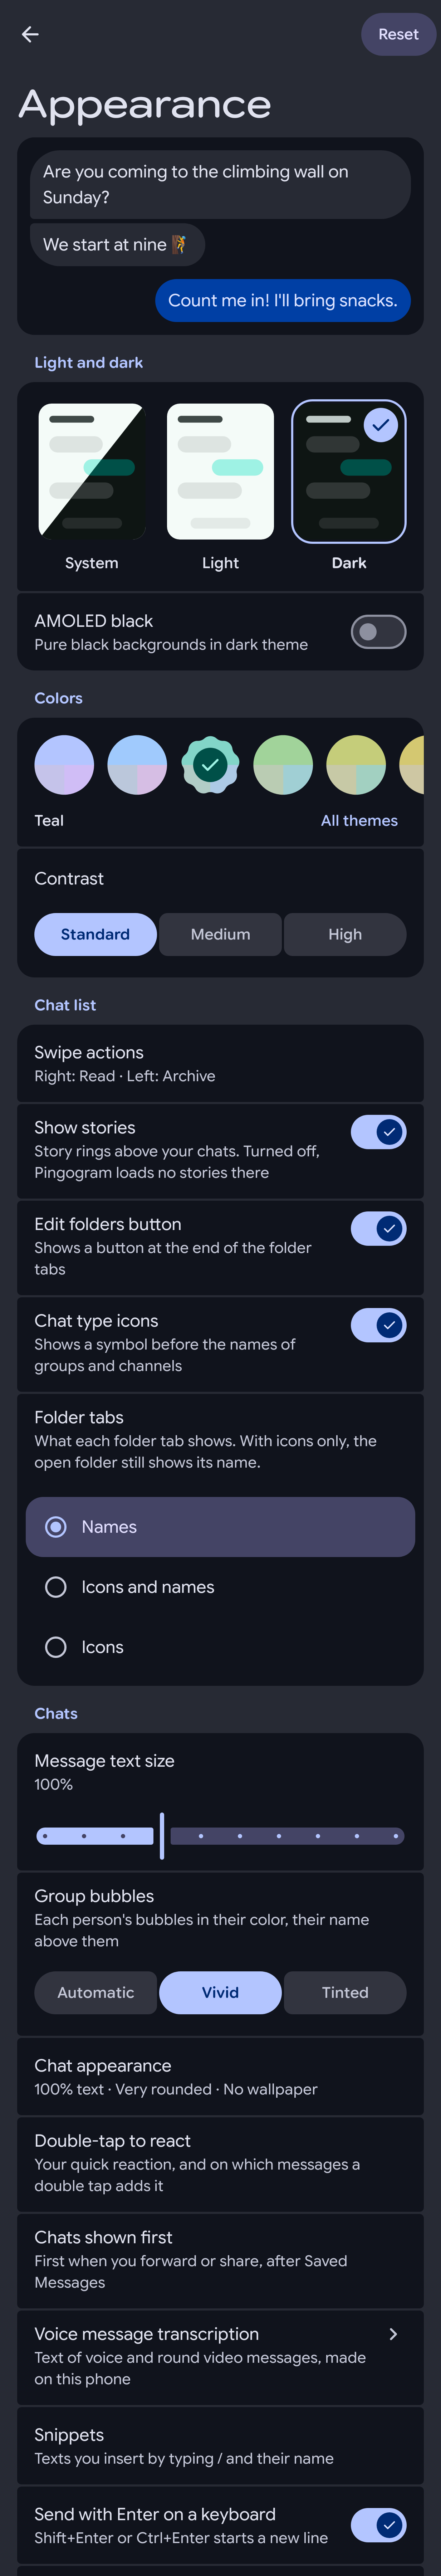 Reset
Appearance
Are you coming to the climbing wall on
Sunday?
We start at nine 🧗
Count me in! I'll bring snacks.
Light and dark
System
Light
Dark
AMOLED black
Pure black backgrounds in dark theme
Colors
Teal
All themes
Contrast
Standard
Medium
High
Chat list
Swipe actions
Right: Read · Left: Archive
Show stories
Story rings above your chats. Turned off,
Pingogram loads no stories there
Edit folders button
Shows a button at the end of the folder
tabs
Chat type icons
Shows a symbol before the names of
groups and channels
Folder tabs
What each folder tab shows. With icons only, the
open folder still shows its name.
Names
Icons and names
Icons
Chats
Message text size
100%
Group bubbles
Each person's bubbles in their color, their name
above them
Automatic
Vivid
Tinted
Chat appearance
100% text · Very rounded · No wallpaper
Double-tap to react
Your quick reaction, and on which messages a
double tap adds it
Chats shown first
First when you forward or share, after Saved
Messages
Voice message transcription
Text of voice and round video messages, made
on this phone
Snippets
Texts you insert by typing / and their name
Send with Enter on a keyboard
Shift+Enter or Ctrl+Enter starts a new line